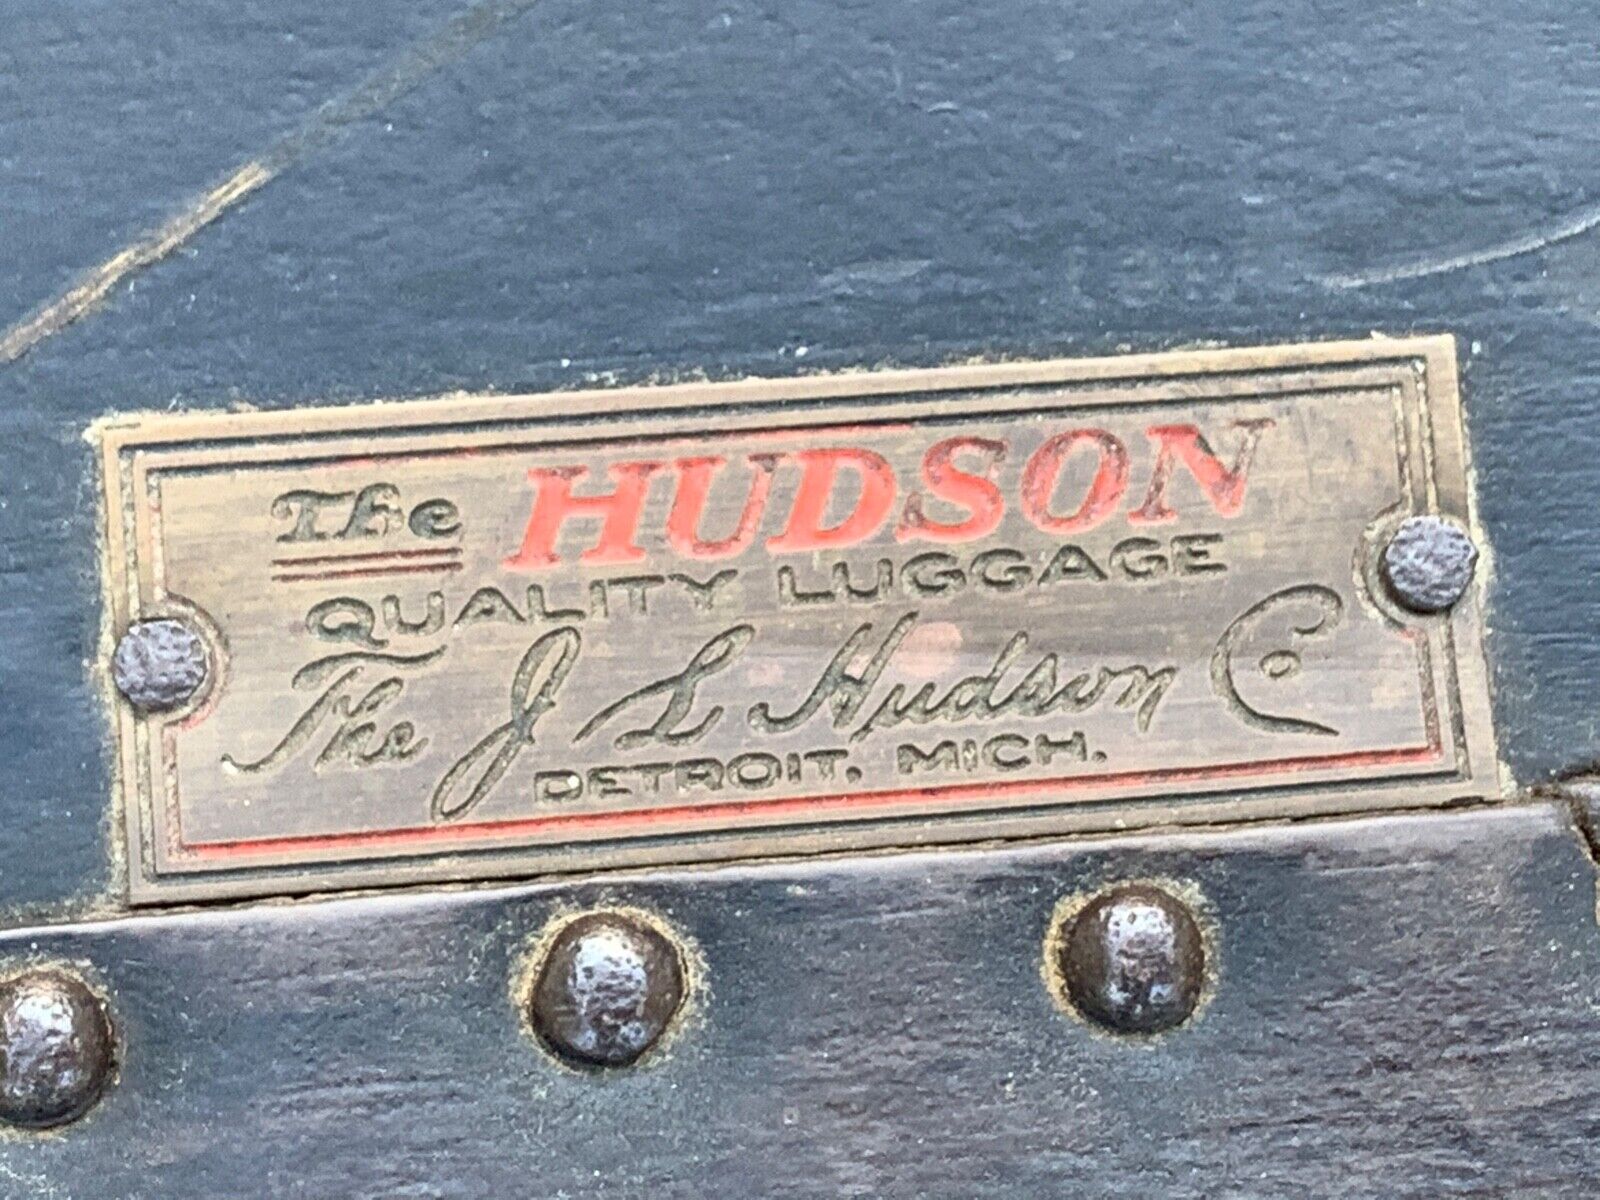 The HUDSON
QUALITY LUGGAGE
The J L Hudson Co
DETROIT, MICH.